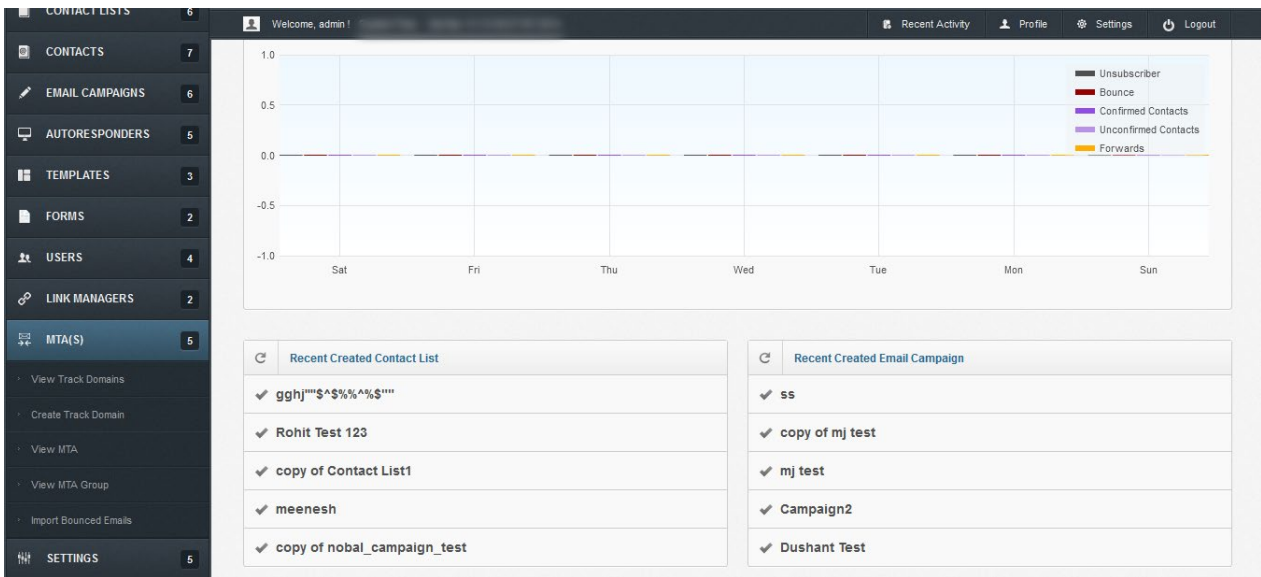 CONTACT LISTS 6
CONTACTS 7
EMAIL CAMPAIGNS 6
AUTORESPONDERS 5
TEMPLATES 3
FORMS 2
USERS 4
LINK MANAGERS 2
MTA(S) 5
View Track Domains
Create Track Domain
View MTA
View MTA Group
Import Bounced Emails
SETTINGS 5
Welcome, admin !
Recent Activity Profile Settings Logout
1.0
0.5
0.0
-0.5
-1.0
Unsubscriber
Bounce
Confirmed Contacts
Unconfirmed Contacts
Forwards
Sat Fri Thu Wed Tue Mon Sun
Recent Created Contact List
gghj""$^$%%^%$""
Rohit Test 123
copy of Contact List1
meenesh
copy of nobal_campaign_test
Recent Created Email Campaign
ss
copy of mj test
mj test
Campaign2
Dushant Test